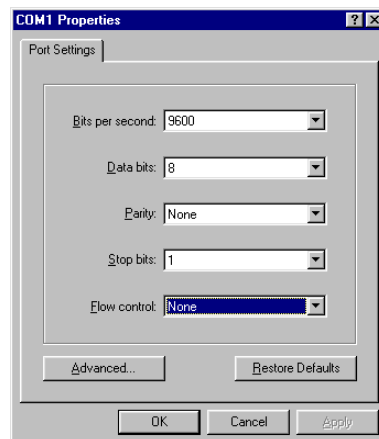 COM1 Properties
Port Settings
Bits per second: 9600
Data bits: 8
Parity: None
Stop bits: 1
Flow control: None
Advanced... Restore Defaults
OK Cancel Apply